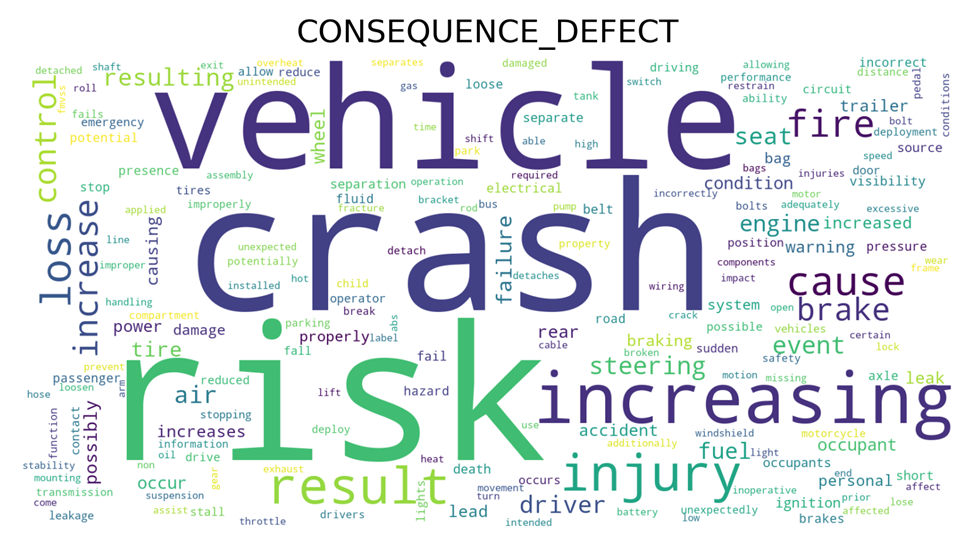 CONSEQUENCE_DEFECT
detached
shaft
exit
overheat
separates
damaged
allowing
incorrect
roll
fmvss
resulting
allow
reduce
unintended
gas
loose
switch
driving
performance
restrain
distance
pedal
conditions
control
fails
emergency
potential
vehicle
tank
ability
circuit
trailer
bolt
deployment
wheel
time
shift
separate
able
high
seat
fire
source
park
bag
presence
assembly
required
bags
injuries
door
speed
visibility
stop
tires
separation
operation
electrical
incorrectly
condition
motor
adequately
excessive
loss
increase
applied
improperly
fluid
fracture
bracket
rod
bus
pump
belt
bolts
engine
increased
line
causing
crash
failure
property
position
warning
pressure
improper
unexpected
potentially
detach
detaches
components
wear
frame
handling
installed
hot
child
wiring
impact
cause
compartment
operator
break
road
crack
system
open
brake
power
damage
parking
properly
label
abs
rear
cable
possible
vehicles
certain
tire
fall
braking
sudden
event
lock
prevent
risk
fail
broken
steering
safety
passenger
loosen
arm
reduced
air
lift
hazard
motion
missing
axle
leak
hose
stopping
increasing
function
contact
possibly
increases
deploy
use
accident
windshield
motorcycle
information
additionally
light
occupant
oil
drive
fuel
stability
non
heat
death
occurs
injury
occupants
end
personal
short
affect
mounting
gear
exhaust
result
movement
inoperative
transmission
occur
suspension
lights
turn
driver
prior
ignition
lose
come
leakage
assist
stall
drivers
lead
intended
battery
unexpectedly
low
brakes
affected
throttle